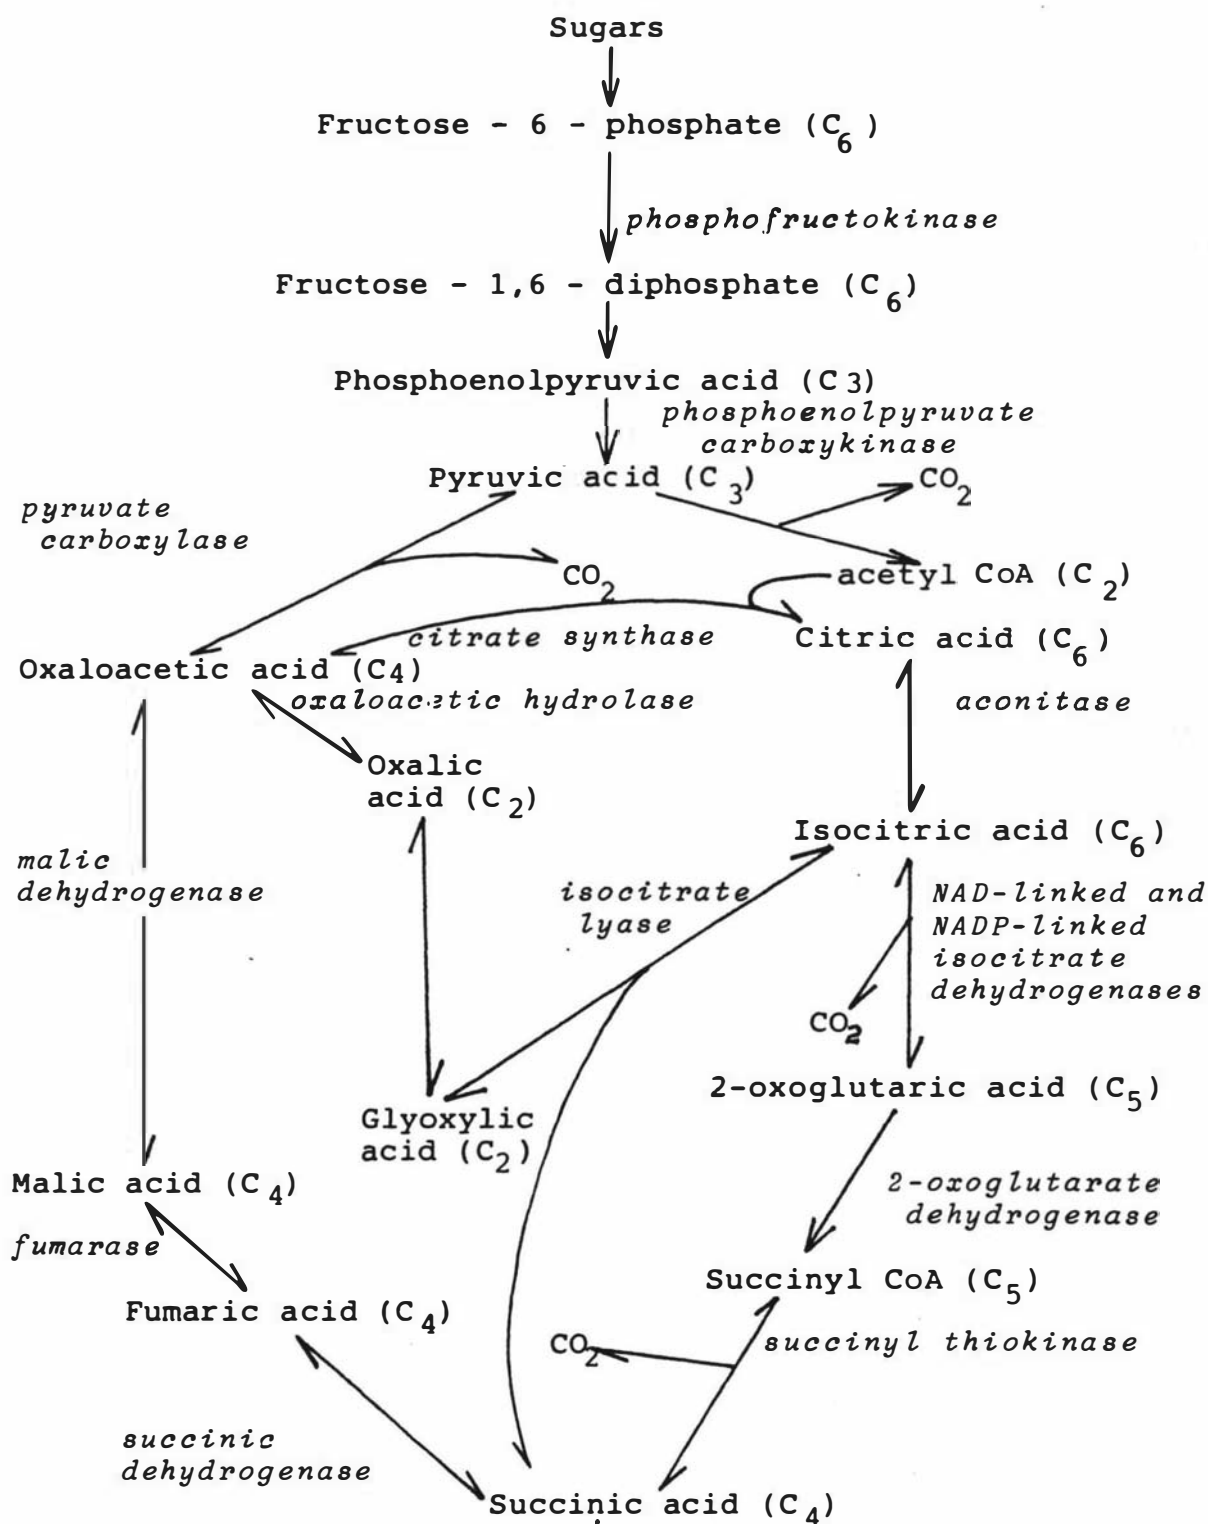 Sugars
Fructose - 6 - phosphate (C6)
phosphofructokinase
Fructose - 1,6 - diphosphate (C6)
Phosphoenolpyruvic acid (C3)
phosphoenolpyruvate
carboxykinase
Pyruvic acid (C3)
CO2
pyruvate
carboxylase
CO2
acetyl CoA (C2)
citrate synthase
Citric acid (C6)
Oxaloacetic acid (C4)
oxaloacetic hydrolase
aconitase
Oxalic
acid (C2)
Isocitric acid (C6)
malic
dehydrogenase
isocitrate
lyase
NAD-linked and
NADP-linked
isocitrate
dehydrogenases
CO2
2-oxoglutaric acid (C5)
Glyoxylic
acid (C2)
Malic acid (C4)
2-oxoglutarate
dehydrogenase
fumarase
Succinyl CoA (C5)
Fumaric acid (C4)
CO2
succinyl thiokinase
succinic
dehydrogenase
Succinic acid (C4)